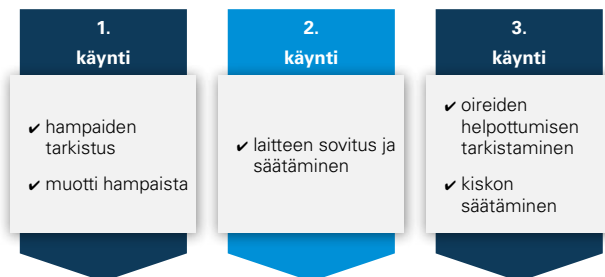 1.
käynti
✔ hampaiden
tarkistus
✔ muotti hampaista
2.
käynti
✔ laitteen sovitus ja
säätäminen
3.
käynti
✔ oireiden
helpottumisen
tarkistaminen
✔ kiskon
säätäminen